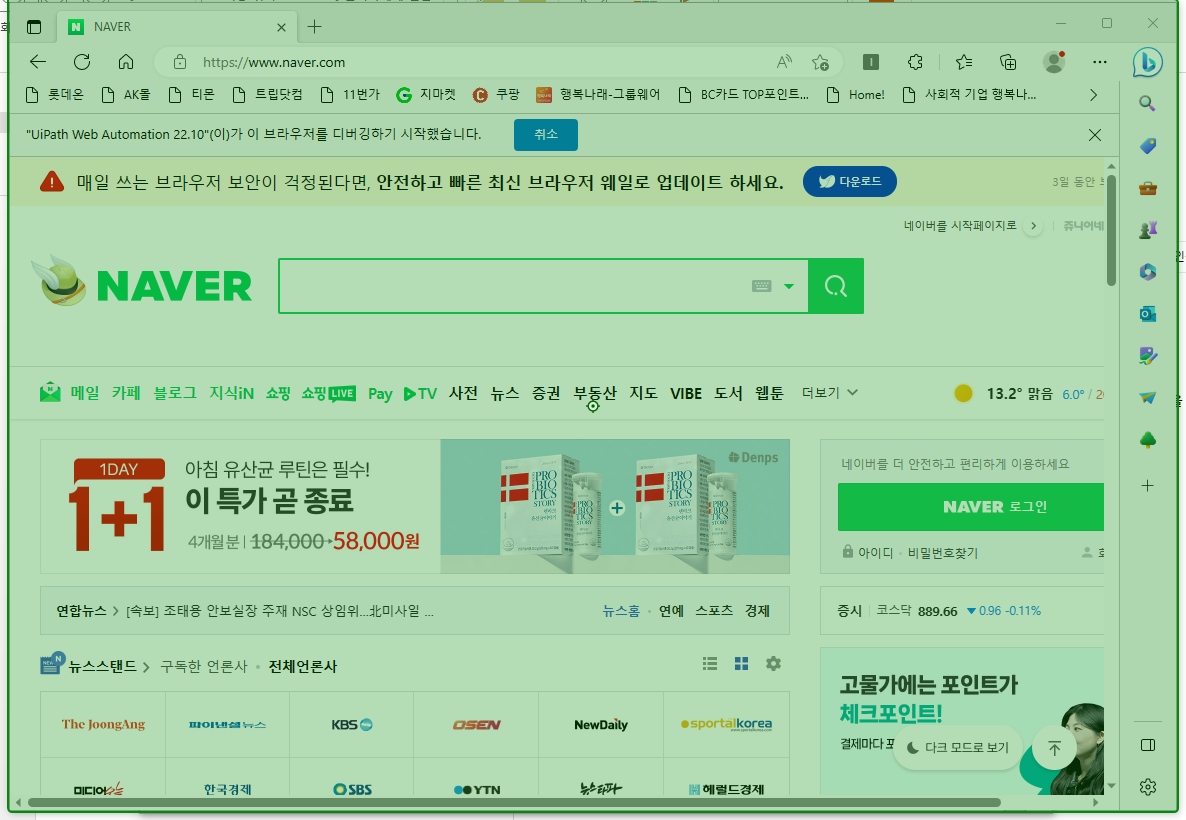 NAVER
https://www.naver.com
롯데온 AK몰 티몬 트립닷컴 11번가 지마켓 쿠팡 행복나래-그룹웨어 BC카드 TOP포인트... Home! 사회적 기업 행복나...
"UiPath Web Automation 22.10"(이)가 이 브라우저를 디버깅하기 시작했습니다. 취소
매일 쓰는 브라우저 보안이 걱정된다면, 안전하고 빠른 최신 브라우저 웨일로 업데이트 하세요. 다운로드 3일 동안
네이버를 시작페이지로 쥬니어네
NAVER
메일 카페 블로그 지식iN 쇼핑 쇼핑LIVE Pay TV 사전 뉴스 증권 부동산 지도 VIBE 도서 웹툰 더보기 13.2° 맑음 6.0° /
1DAY
1+1
아침 유산균 루틴은 필수!
이 특가 곧 종료
4개월분 184,000 58,000원
Denps
PRO
BIO
TICS
STORY
PRO
BIO
TICS
STORY
네이버를 더 안전하고 편리하게 이용하세요
NAVER 로그인
아이디 · 비밀번호찾기
연합뉴스 [속보] 조태용 안보실장 주재 NSC 상임위...北미사일 ... 뉴스홈 · 연예 스포츠 경제
증시 코스닥 889.66 ▼0.96 -0.11%
뉴스스탠드 구독한 언론사 · 전체언론사
The JoongAng 파이낸셜뉴스 KBS OSEN NewDaily sportalkorea
www.sportalkorea.com
미디어오늘 한국경제 SBS YTN 뉴스타파 헤럴드경제
고물가에는 포인트가
체크포인트!
결제마다 포
다크 모드로 보기